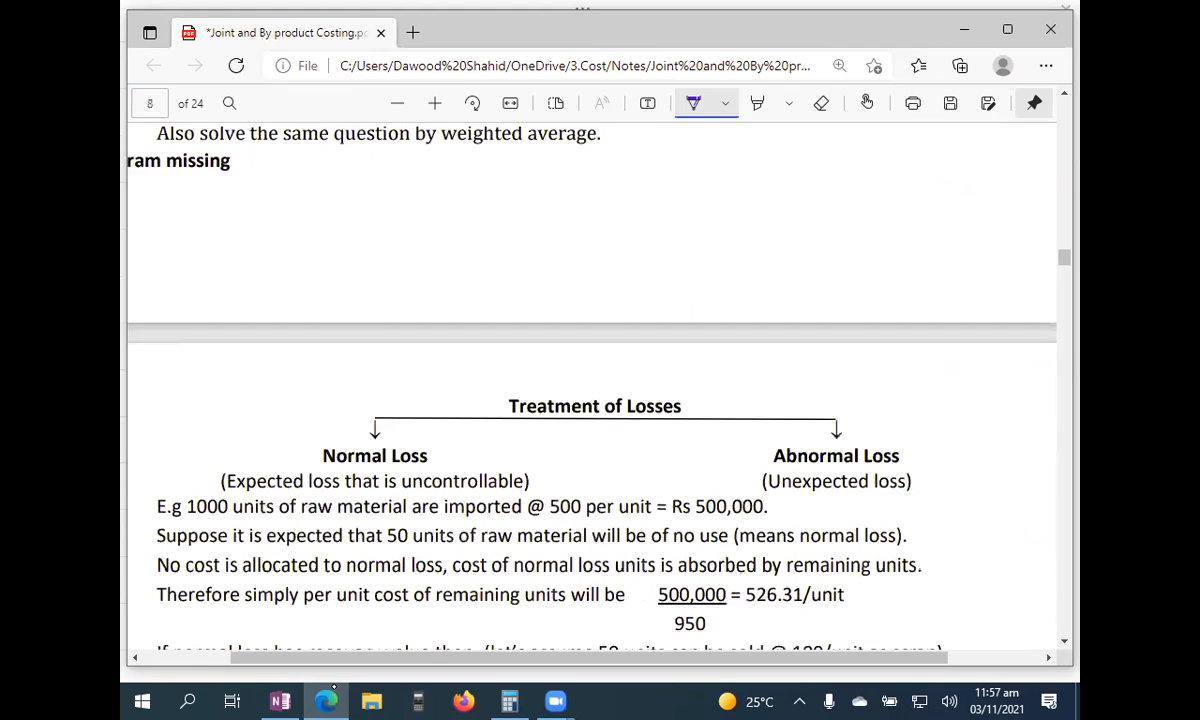 *Joint and By product Costing.pc
File
C:/Users/Dawood%20Shahid/OneDrive/3.Cost/Notes/Joint%20and%20By%20pr...
8 of 24
Also solve the same question by weighted average.
ram missing
Treatment of Losses
Normal Loss Abnormal Loss
(Expected loss that is uncontrollable) (Unexpected loss)
E.g 1000 units of raw material are imported @ 500 per unit = Rs 500,000.
Suppose it is expected that 50 units of raw material will be of no use (means normal loss).
No cost is allocated to normal loss, cost of normal loss units is absorbed by remaining units.
Therefore simply per unit cost of remaining units will be 500,000 = 526.31/unit
950
25°C
11:57 am
03/11/2021